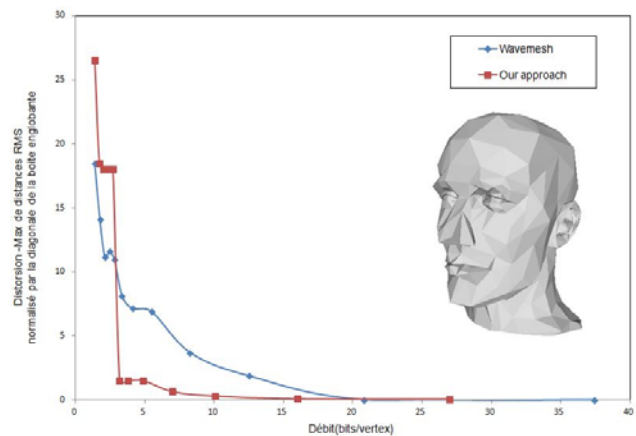 30
25
20
15
10
5
0
Distorsion -Max de distances RMS
normalisé par la diagonale de la boite englobante
Wavemesh
Our approach
0 5 10 15 20 25 30 35 40
Débit(bits/vertex)